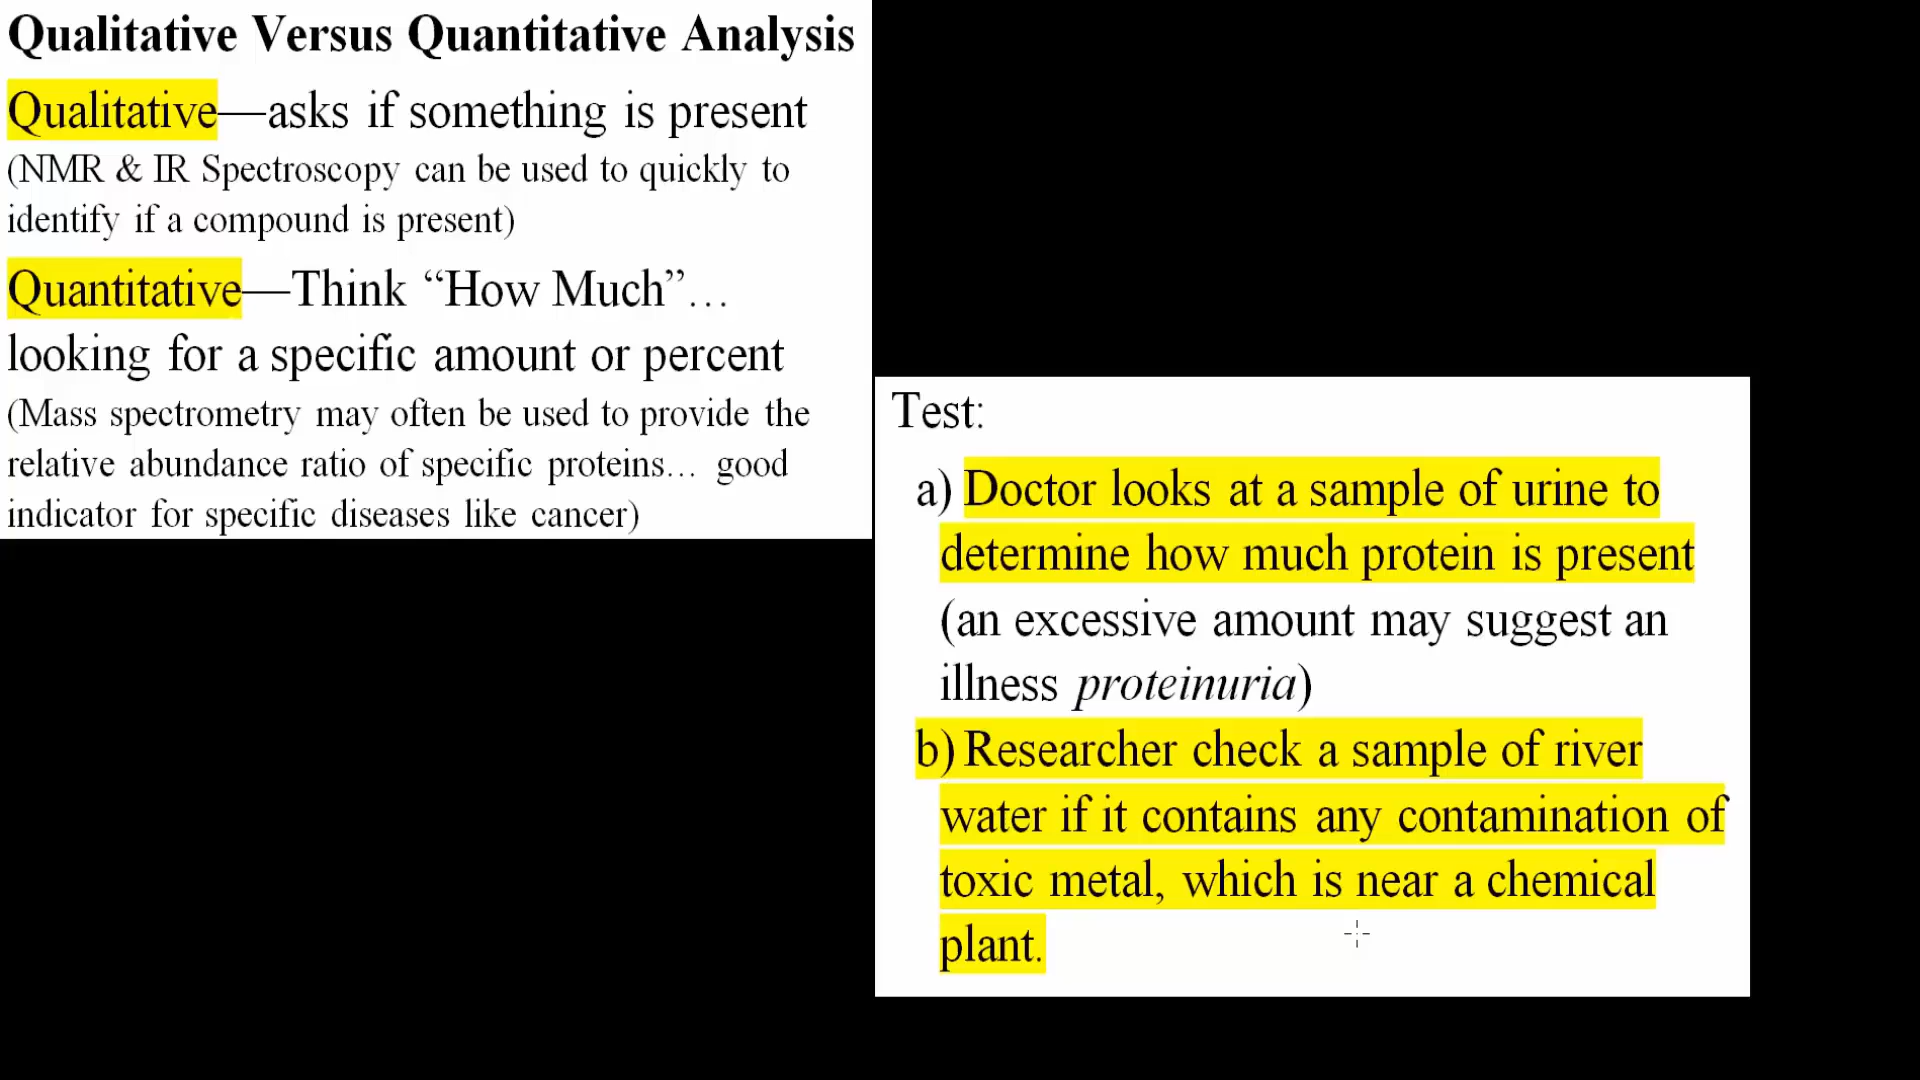 Qualitative Versus Quantitative Analysis
Qualitative—asks if something is present
(NMR & IR Spectroscopy can be used to quickly to
identify if a compound is present)
Quantitative—Think “How Much”…
looking for a specific amount or percent
(Mass spectrometry may often be used to provide the
relative abundance ratio of specific proteins… good
indicator for specific diseases like cancer)
Test:
a) Doctor looks at a sample of urine to
determine how much protein is present
(an excessive amount may suggest an
illness proteinuria)
b) Researcher check a sample of river
water if it contains any contamination of
toxic metal, which is near a chemical
plant.